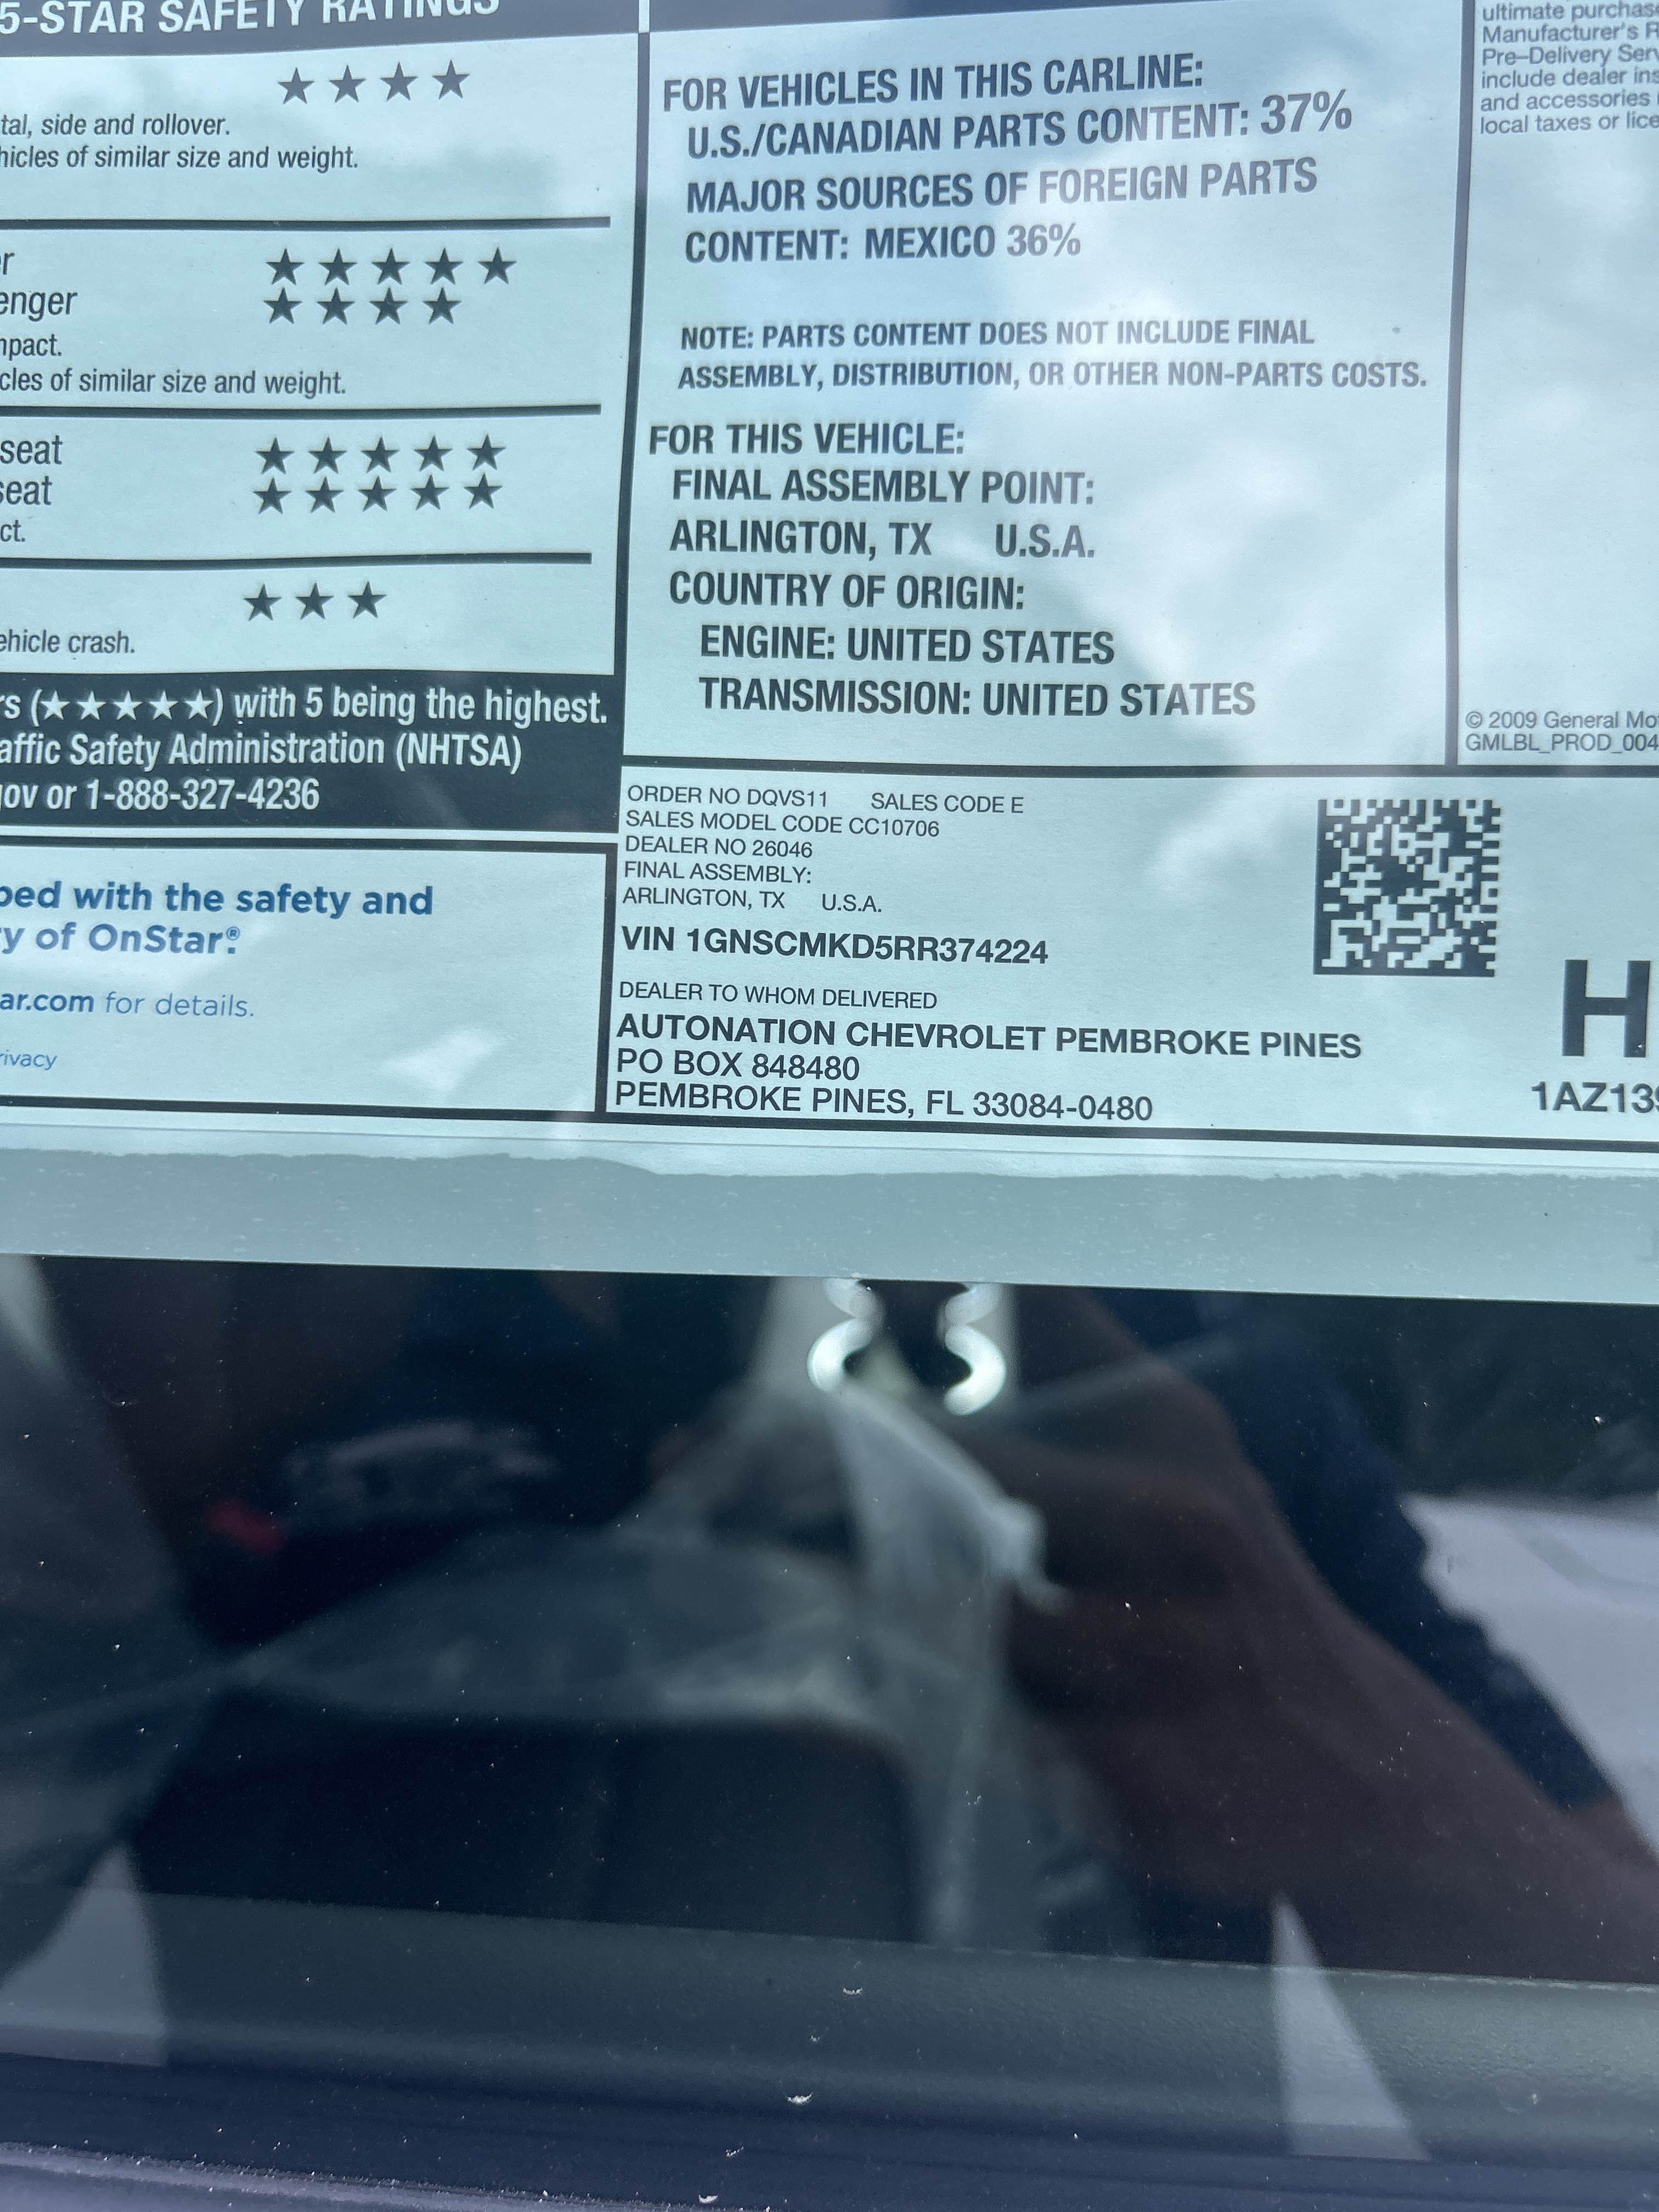 5-STAR SAFETY RATINGS
★★★★
tal, side and rollover.
hicles of similar size and weight.
r ★★★★★
enger ★★★★
mpact.
cles of similar size and weight.
seat ★★★★★
seat ★★★★★
ct.
★★★
ehicle crash.
rs (★★★★★) with 5 being the highest.
affic Safety Administration (NHTSA)
gov or 1-888-327-4236
ped with the safety and
y of OnStar®.
ar.com for details.
rivacy
FOR VEHICLES IN THIS CARLINE:
U.S./CANADIAN PARTS CONTENT: 37%
MAJOR SOURCES OF FOREIGN PARTS
CONTENT: MEXICO 36%
NOTE: PARTS CONTENT DOES NOT INCLUDE FINAL
ASSEMBLY, DISTRIBUTION, OR OTHER NON-PARTS COSTS.
FOR THIS VEHICLE:
FINAL ASSEMBLY POINT:
ARLINGTON, TX U.S.A.
COUNTRY OF ORIGIN:
ENGINE: UNITED STATES
TRANSMISSION: UNITED STATES
ORDER NO DQVS11 SALES CODE E
SALES MODEL CODE CC10706
DEALER NO 26046
FINAL ASSEMBLY:
ARLINGTON, TX U.S.A.
VIN 1GNSCMKD5RR374224
DEALER TO WHOM DELIVERED
AUTONATION CHEVROLET PEMBROKE PINES
PO BOX 848480
PEMBROKE PINES, FL 33084-0480
ultimate purchas
Manufacturer's R
Pre-Delivery Serv
include dealer ins
and accessories
local taxes or lice
© 2009 General Mo
GMLBL_PROD_004
H
1AZ139